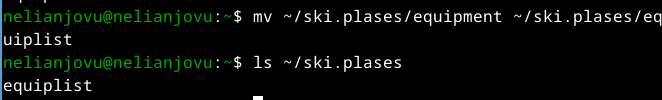 nelianjovu@nelianjovu:~$ mv ~/ski.plases/equipment ~/ski.plases/eq
uiplist
nelianjovu@nelianjovu:~$ ls ~/ski.plases
equiplist